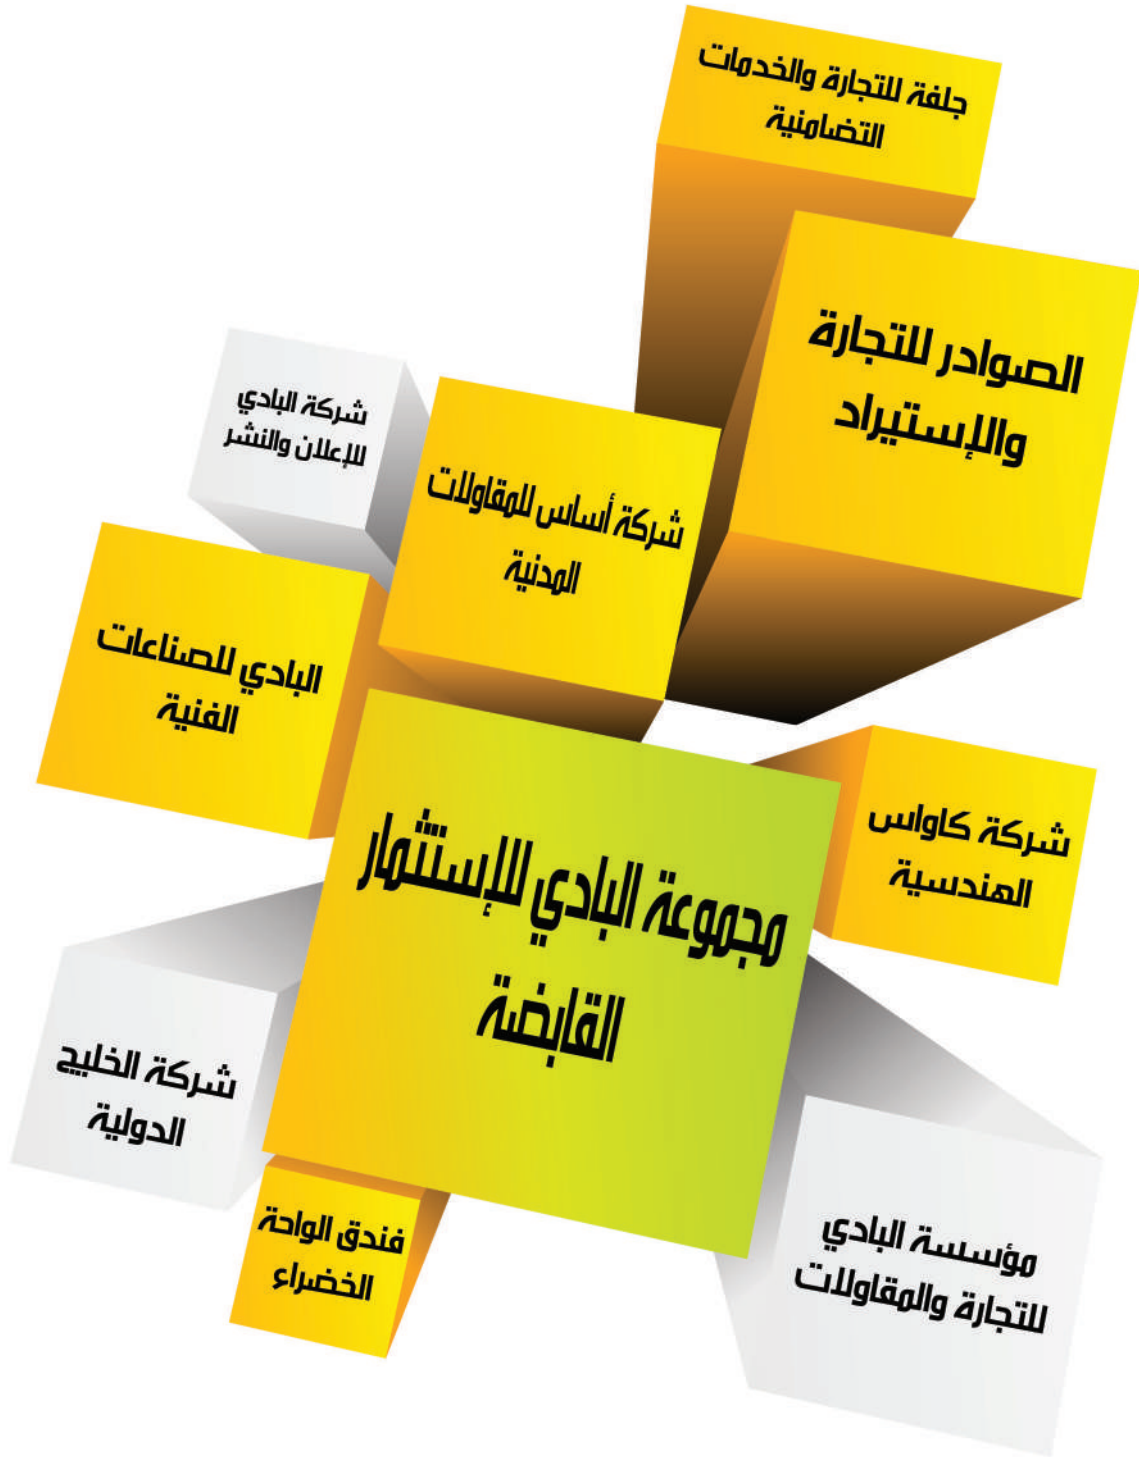 جلفة للتجارة والخدمات
التضامنية
الصوادر للتجارة
والإستيراد
شركة البادي
للإعلان والنشر
شركة أساس للمقاولات
المدنية
البادي للصناعات
الفنية
شركة كاواس
الهندسية
مجموعة البادي للإستثمار
القابضة
شركة الخليج
الدولية
مؤسسة البادي
للتجارة والمقاولات
فندق الواحة
الخضراء